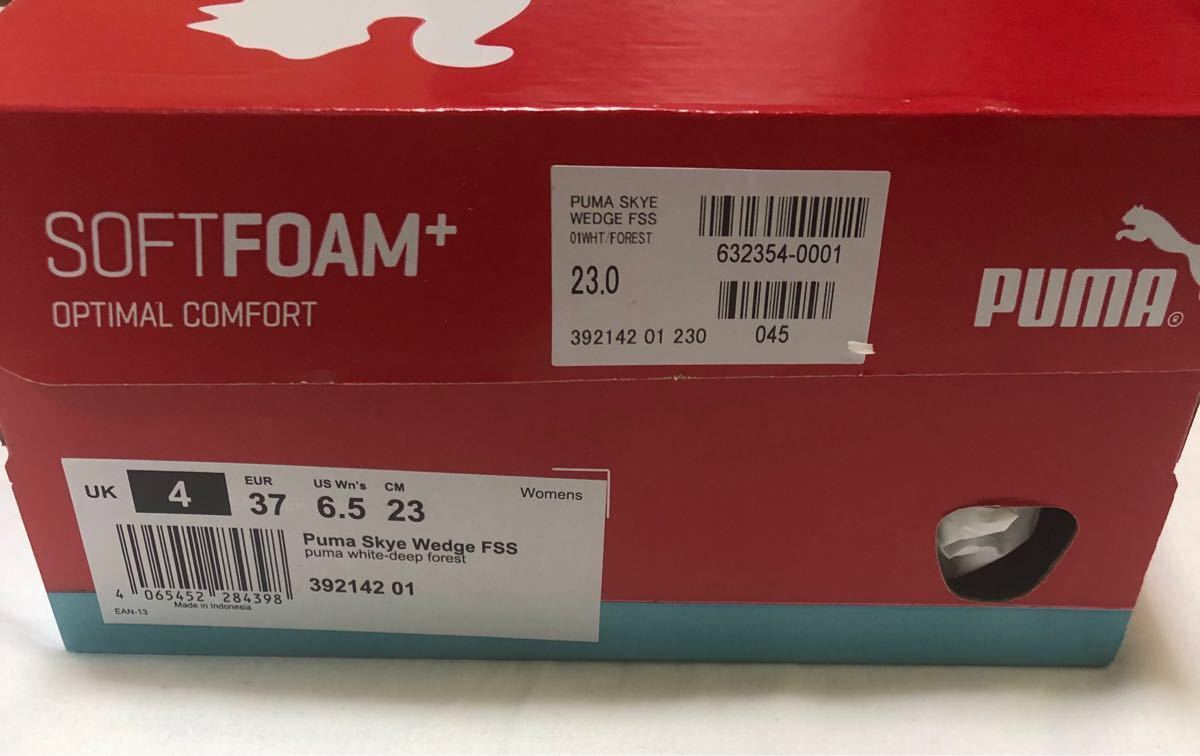 SOFTFOAM+
OPTIMAL COMFORT
PUMA SKYE
WEDGE FSS
01WHT/FOREST
632354-0001
23.0
392142 01 230
045
PUMA®
UK 4 EUR 37 US Wn's 6.5 CM 23 Womens
Puma Skye Wedge FSS
puma white-deep forest
392142 01
4 065452 284398
EAN-13 Made in Indonesia